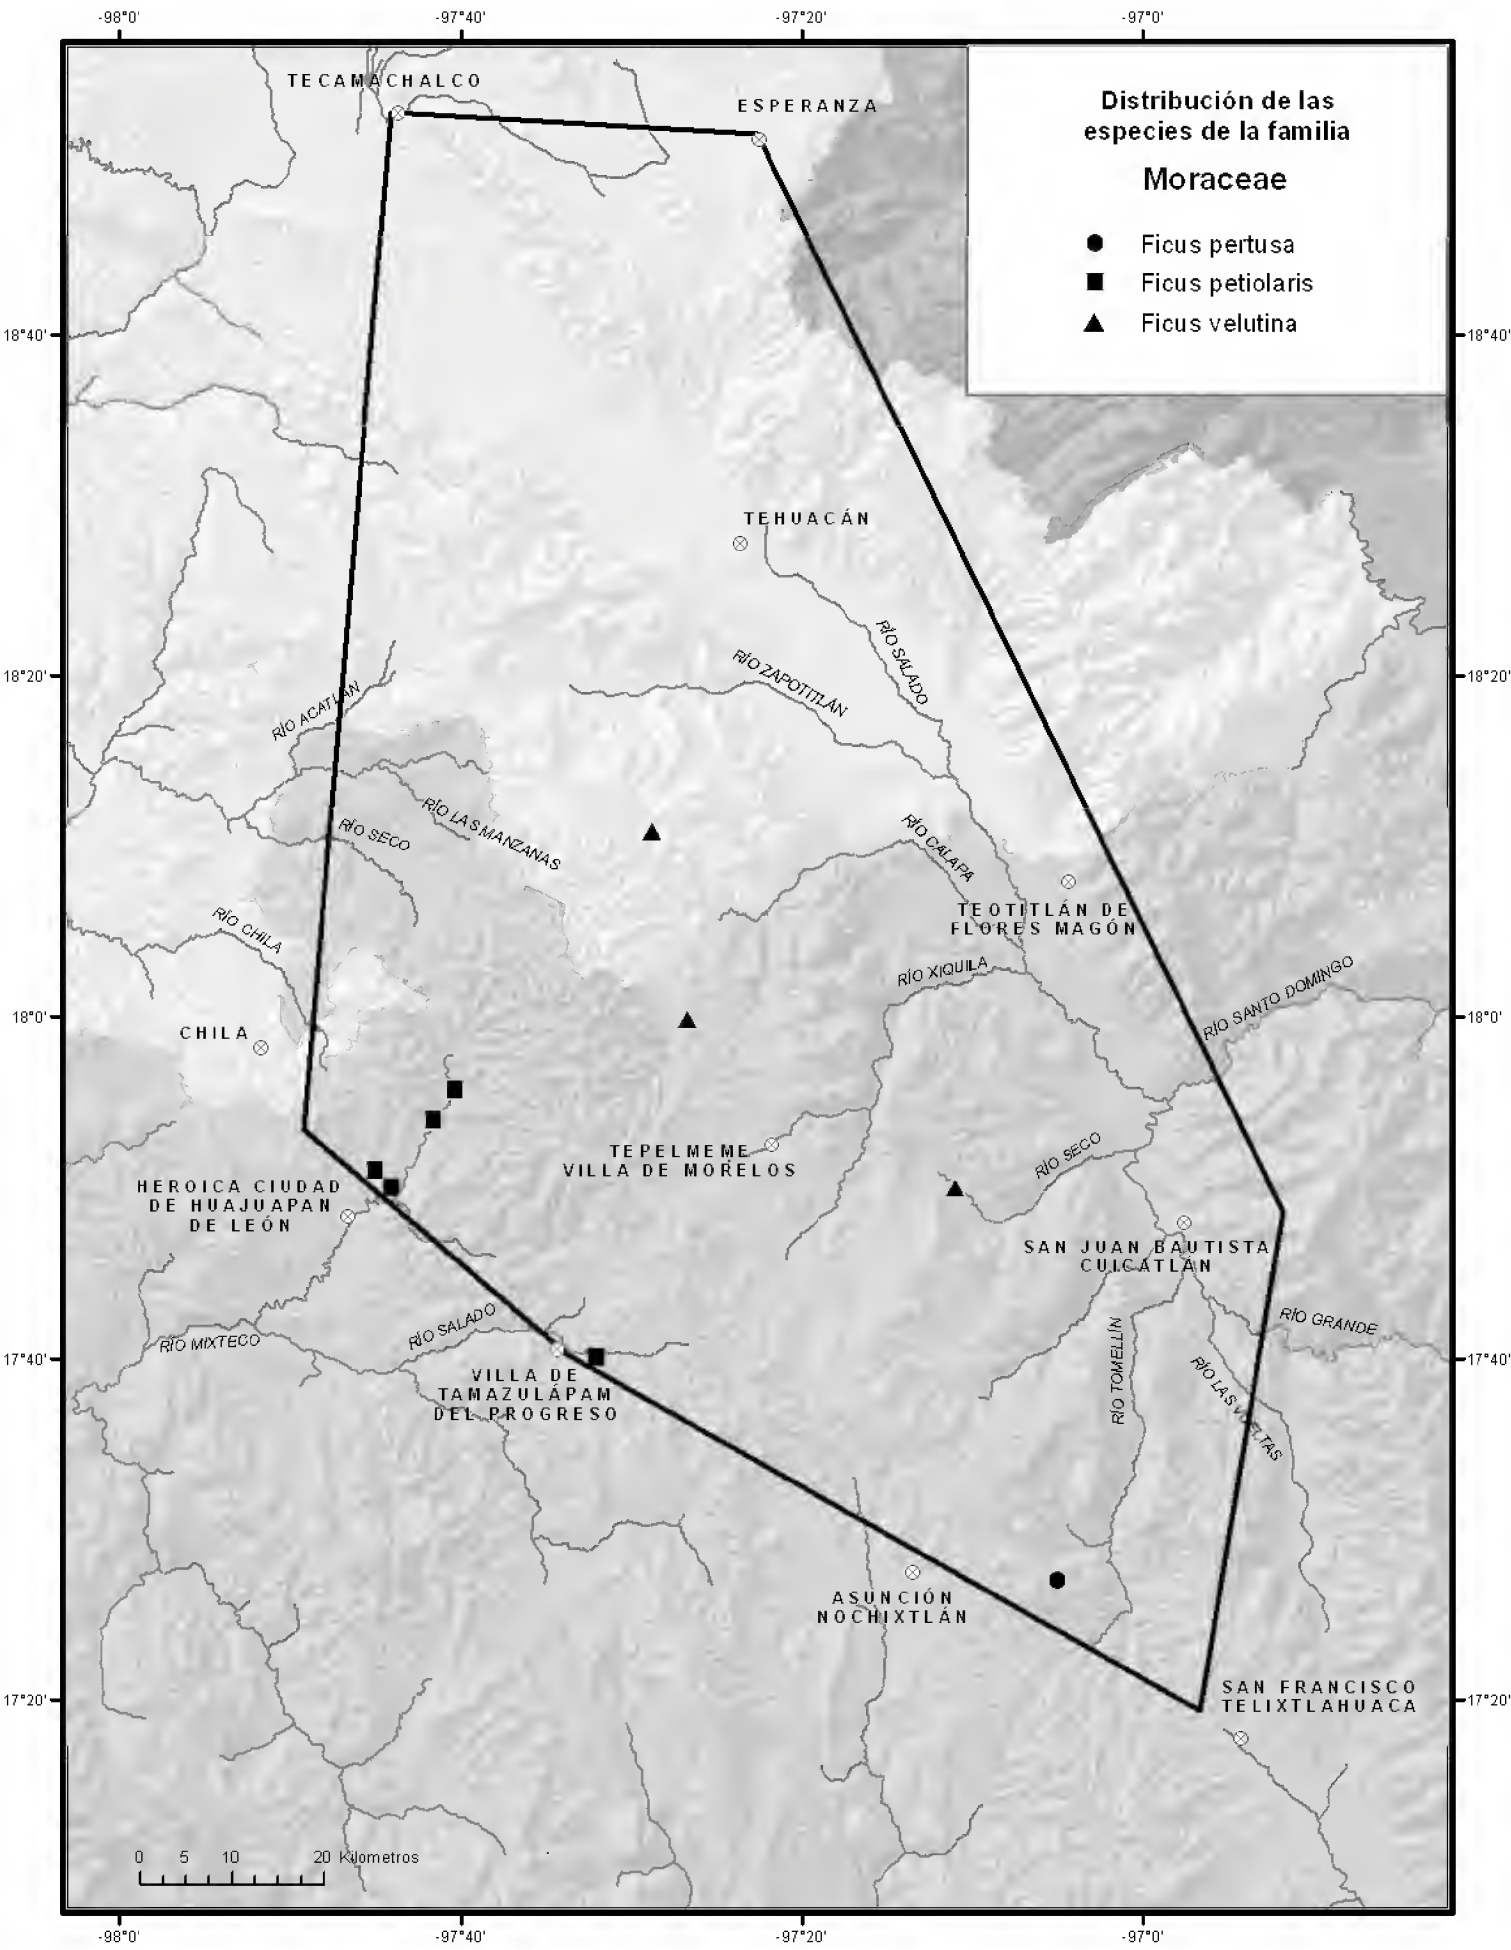 -98°0'
-97°40'
-97°20'
-97°0'
TECAMACHALCO
ESPERANZA
Distribución de las
especies de la familia
Moraceae
Ficus pertusa
Ficus petiolaris
Ficus velutina
18°40'
18°40'
TEHUACÁN
RÍO SALADO
18°20'
18°20'
RÍO ZAPOTITLÁN
RÍO ACATLÁN
RÍO LAS MANZANAS
RÍO SECO
RÍO CALAPA
TEOTITLÁN DE
FLORES MAGÓN
RÍO CHILA
RÍO XIQUILA
RÍO SANTO DOMINGO
18°0'
18°0'
CHILA
TEPELMEME
VILLA DE MORELOS
RÍO SECO
HEROICA CIUDAD
DE HUAJUAPAN
DE LEÓN
SAN JUAN BAUTISTA
CUICATLÁN
RÍO SALADO
RÍO MIXTECO
RÍO GRANDE
17°40'
17°40'
VILLA DE
TAMAZULÁPAM
DEL PROGRESO
RÍO TOMELLÍN
RÍO LAS VUELTAS
ASUNCIÓN
NOCHIXTLÁN
SAN FRANCISCO
TELIXTLAHUACA
17°20'
17°20'
0 5 10 20 Kilometros
-98°0'
-97°40'
-97°20'
-97°0'